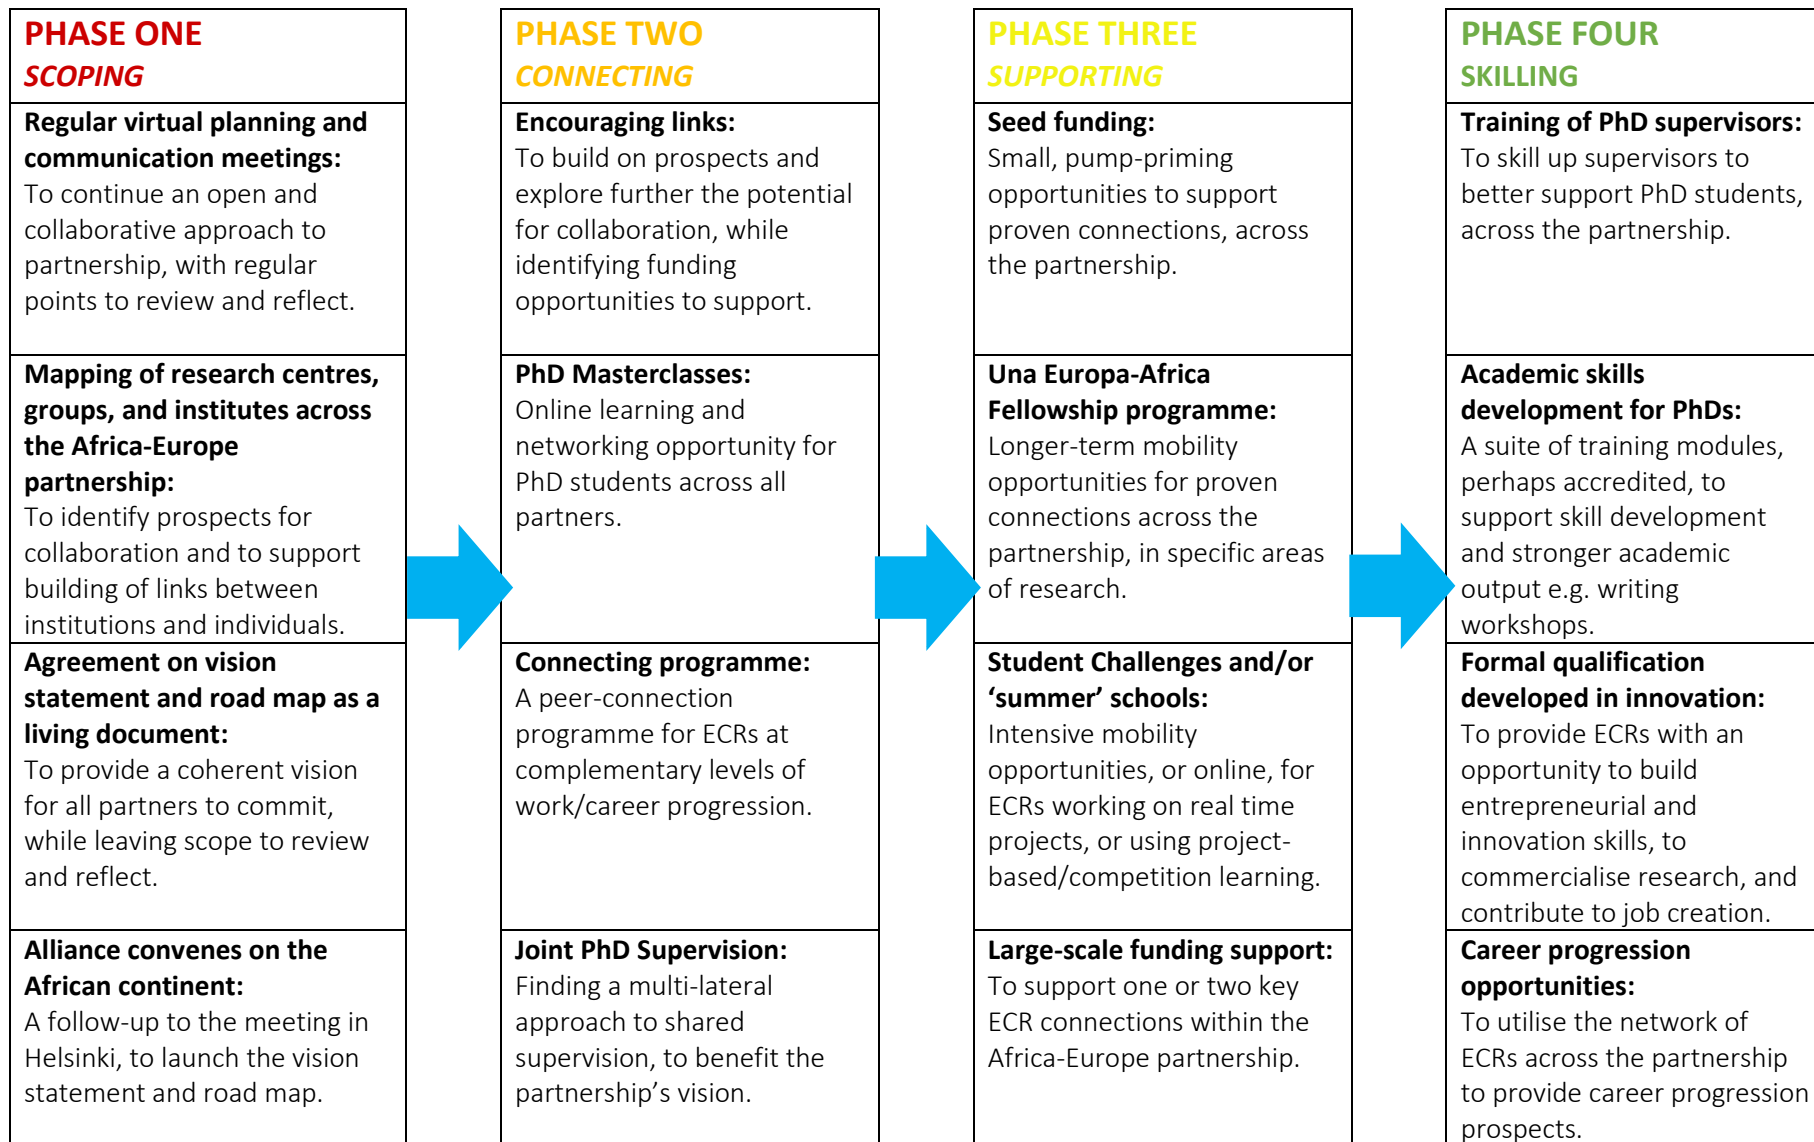 PHASE ONE
SCOPING
Regular virtual planning and
communication meetings:
To continue an open and
collaborative approach to
partnership, with regular
points to review and reflect.
Mapping of research centres,
groups, and institutes across
the Africa-Europe
partnership:
To identify prospects for
collaboration and to support
building of links between
institutions and individuals.
Agreement on vision
statement and road map as a
living document:
To provide a coherent vision
for all partners to commit,
while leaving scope to review
and reflect.
Alliance convenes on the
African continent:
A follow-up to the meeting in
Helsinki, to launch the vision
statement and road map.
PHASE TWO
CONNECTING
Encouraging links:
To build on prospects and
explore further the potential
for collaboration, while
identifying funding
opportunities to support.
PhD Masterclasses:
Online learning and
networking opportunity for
PhD students across all
partners.
Connecting programme:
A peer-connection
programme for ECRs at
complementary levels of
work/career progression.
Joint PhD Supervision:
Finding a multi-lateral
approach to shared
supervision, to benefit the
partnership’s vision.
PHASE THREE
SUPPORTING
Seed funding:
Small, pump-priming
opportunities to support
proven connections, across
the partnership.
Una Europa-Africa
Fellowship programme:
Longer-term mobility
opportunities for proven
connections across the
partnership, in specific areas
of research.
Student Challenges and/or
‘summer’ schools:
Intensive mobility
opportunities, or online, for
ECRs working on real time
projects, or using project-
based/competition learning.
Large-scale funding support:
To support one or two key
ECR connections within the
Africa-Europe partnership.
PHASE FOUR
SKILLING
Training of PhD supervisors:
To skill up supervisors to
better support PhD students,
across the partnership.
Academic skills
development for PhDs:
A suite of training modules,
perhaps accredited, to
support skill development
and stronger academic
output e.g. writing
workshops.
Formal qualification
developed in innovation:
To provide ECRs with an
opportunity to build
entrepreneurial and
innovation skills, to
commercialise research, and
contribute to job creation.
Career progression
opportunities:
To utilise the network of
ECRs across the partnership
to provide career progression
prospects.